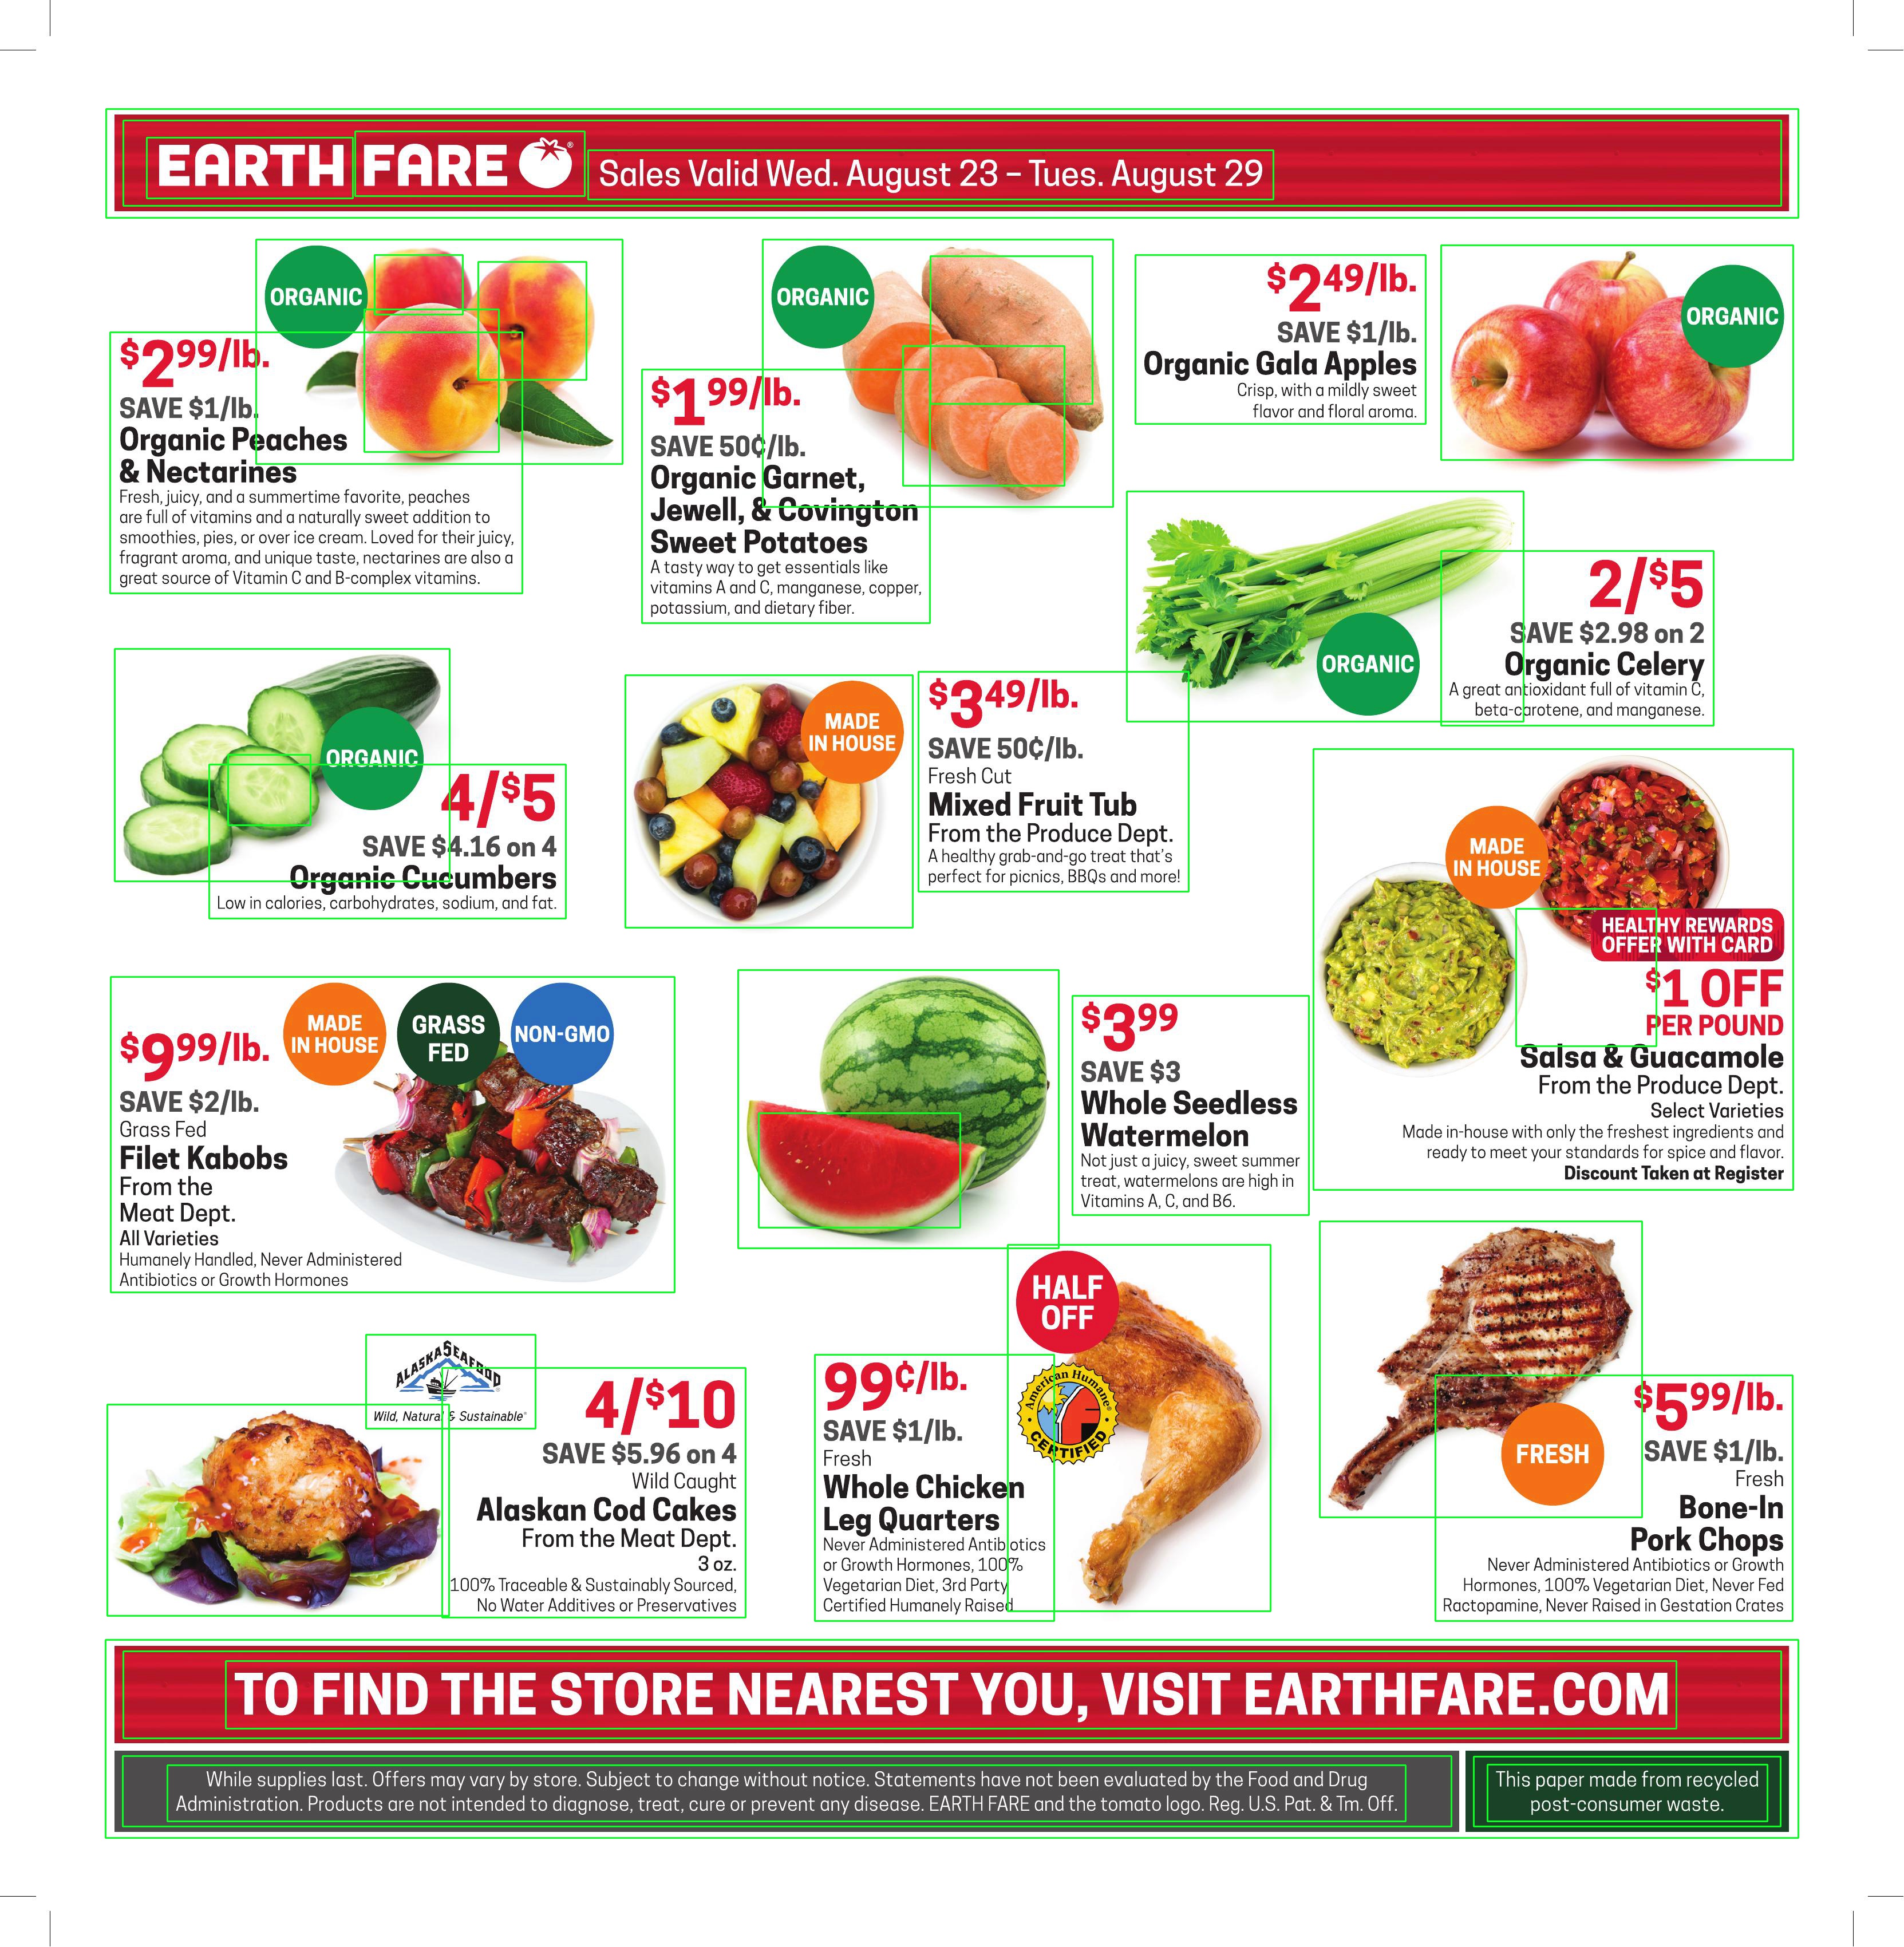 EARTH FARE
Sales Valid Wed. August 23 – Tues. August 29
ORGANIC
$2 99/lb.
SAVE $1/lb.
Organic Peaches
& Nectarines
Fresh, juicy, and a summertime favorite, peaches
are full of vitamins and a naturally sweet addition to
smoothies, pies, or over ice cream. Loved for their juicy,
fragrant aroma, and unique taste, nectarines are also a
great source of Vitamin C and B-complex vitamins.
ORGANIC
$1 99/lb.
SAVE 50¢/lb.
Organic Garnet,
Jewell, & Covington
Sweet Potatoes
A tasty way to get essentials like
vitamins A and C, manganese, copper,
potassium, and dietary fiber.
$2 49/lb.
SAVE $1/lb.
Organic Gala Apples
Crisp, with a mildly sweet
flavor and floral aroma.
ORGANIC
ORGANIC
2/$5
SAVE $2.98 on 2
Organic Celery
A great antioxidant full of vitamin C,
beta-carotene, and manganese.
ORGANIC
4/$5
SAVE $4.16 on 4
Organic Cucumbers
Low in calories, carbohydrates, sodium, and fat.
MADE
IN HOUSE
$3 49/lb.
SAVE 50¢/lb.
Fresh Cut
Mixed Fruit Tub
From the Produce Dept.
A healthy grab-and-go treat that's
perfect for picnics, BBQs and more!
MADE
IN HOUSE
HEALTHY REWARDS
OFFER WITH CARD
$1 OFF
PER POUND
Salsa & Guacamole
From the Produce Dept.
Select Varieties
Made in-house with only the freshest ingredients and
ready to meet your standards for spice and flavor.
Discount Taken at Register
MADE
IN HOUSE
GRASS
FED
NON-GMO
$9 99/lb.
SAVE $2/lb.
Grass Fed
Filet Kabobs
From the
Meat Dept.
All Varieties
Humanely Handled, Never Administered
Antibiotics or Growth Hormones
$3 99
SAVE $3
Whole Seedless
Watermelon
Not just a juicy, sweet summer
treat, watermelons are high in
Vitamins A, C, and B6.
ALASKA SEAFOOD
Wild, Natural & Sustainable®
4/$10
SAVE $5.96 on 4
Wild Caught
Alaskan Cod Cakes
From the Meat Dept.
3 oz.
100% Traceable & Sustainably Sourced,
No Water Additives or Preservatives
HALF
OFF
American Humane®
CERTIFIED
99¢/lb.
SAVE $1/lb.
Fresh
Whole Chicken
Leg Quarters
Never Administered Antibiotics
or Growth Hormones, 100%
Vegetarian Diet, 3rd Party
Certified Humanely Raised
FRESH
$5 99/lb.
SAVE $1/lb.
Fresh
Bone-In
Pork Chops
Never Administered Antibiotics or Growth
Hormones, 100% Vegetarian Diet, Never Fed
Ractopamine, Never Raised in Gestation Crates
TO FIND THE STORE NEAREST YOU, VISIT EARTHFARE.COM
While supplies last. Offers may vary by store. Subject to change without notice. Statements have not been evaluated by the Food and Drug
Administration. Products are not intended to diagnose, treat, cure or prevent any disease. EARTH FARE and the tomato logo. Reg. U.S. Pat. & Tm. Off.
This paper made from recycled
post-consumer waste.